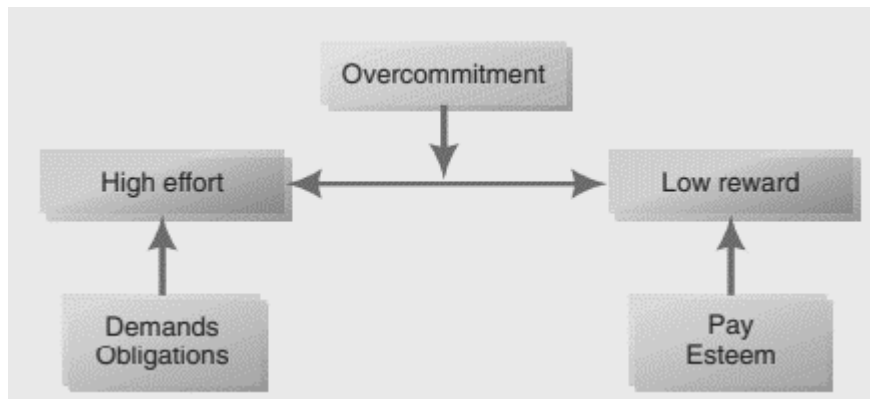 Overcommitment
High effort
Low reward
Demands
Obligations
Pay
Esteem